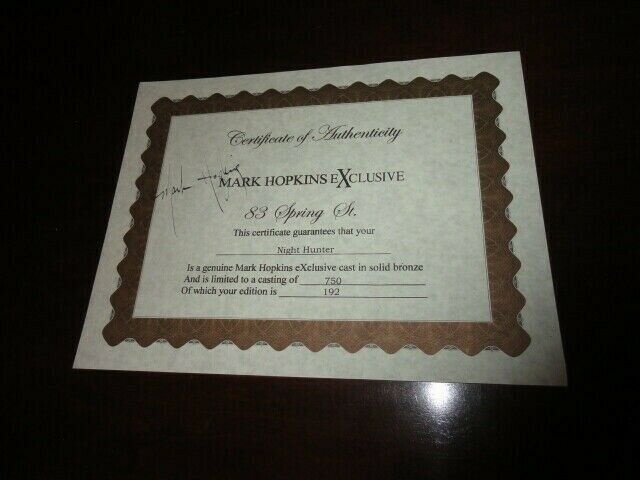 Certificate of Authenticity
Mark Hopkins
MARK HOPKINS eXCLUSIVE
83 Spring St.
This certificate guarantees that your
Night Hunter
Is a genuine Mark Hopkins eXclusive cast in solid bronze
And is limited to a casting of 750
Of which your edition is 192